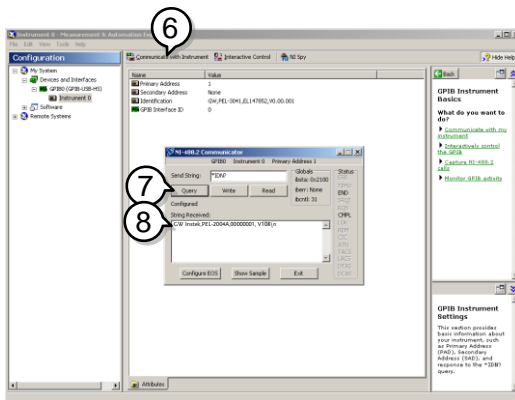 6
Instrument 0 - Measurement & Automation
File Edit View Tools Help
Configuration
Communicate with Instrument
Interactive Control
NI Spy
Hide Help
My System
Devices and Interfaces
GPIB0 (GPIB-USB-HS)
Instrument 0
Software
Remote Systems
Name Value
Primary Address 1
Secondary Address None
Identification GW,PEL-3041,EL147852,V0.00.001
GPIB Interface ID 0
Back
GPIB Instrument
Basics
What do you want to
do?
Communicate with my
instrument
Interactively control
the GPIB
Capture NI-488.2
calls
Monitor GPIB activity
NI-488.2 Communicator
GPIB0 Instrument 0 Primary Address 1
Send String: *IDN?
Globals
ibsta: 0x2100
iberr: None
ibcntl: 31
Status
END
CMPL
7
Query Write Read
Configured
8
String Received:
GW Instek,PEL-2004A,00000001, V108\n
Configure EOS Show Sample Exit
GPIB Instrument
Settings
This section provides
basic information about
your instrument, such
as Primary Address
(PAD), Secondary
Address (SAD), and
response to the *IDN?
query.
Attributes